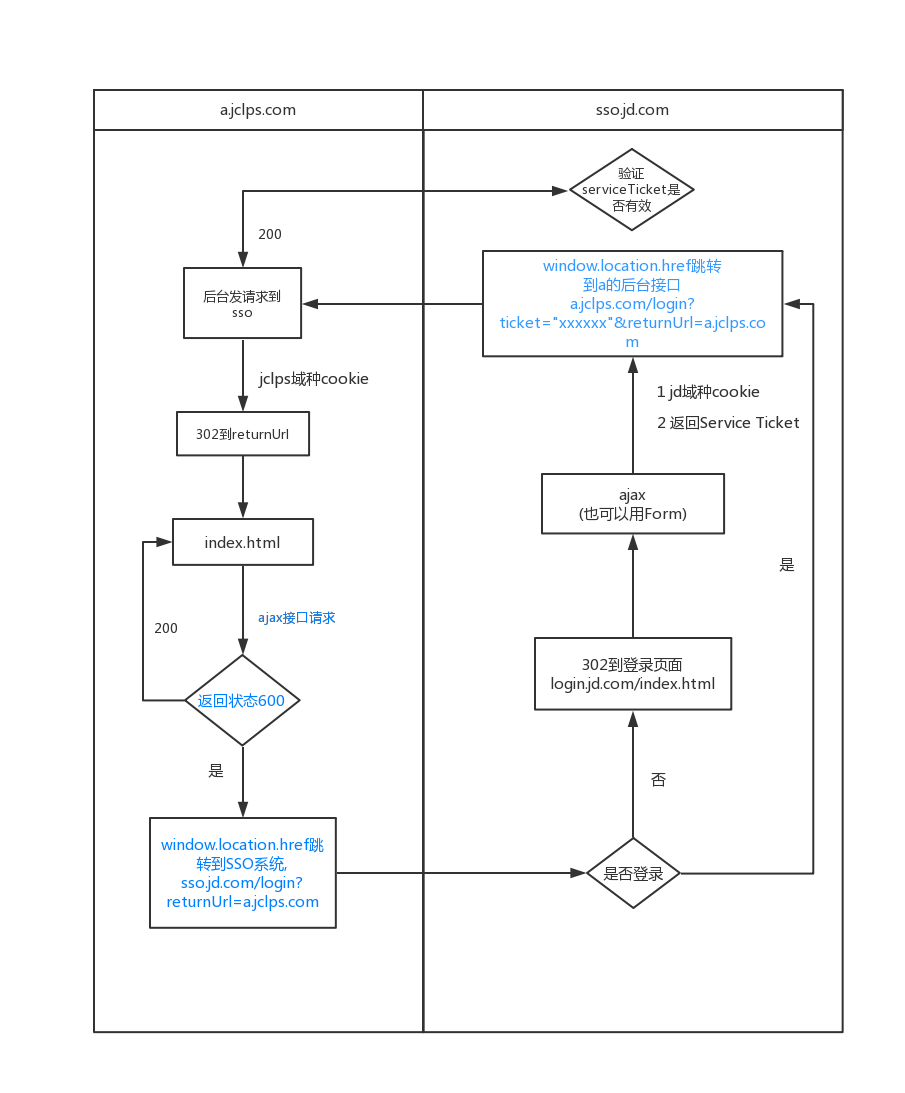 a.jclps.com
sso.jd.com
验证
serviceTicket是
否有效
200
window.location.href跳转
到a的后台接口
a.jclps.com/login?
ticket="xxxxxx"&returnUrl=a.jclps.co
m
后台发请求到
sso
jclps域种cookie
1 jd域种cookie
2 返回Service Ticket
302到returnUrl
ajax
(也可以用Form)
index.html
是
ajax接口请求
200
302到登录页面
login.jd.com/index.html
返回状态600
是
否
window.location.href跳
转到SSO系统,
sso.jd.com/login?
returnUrl=a.jclps.com
是否登录